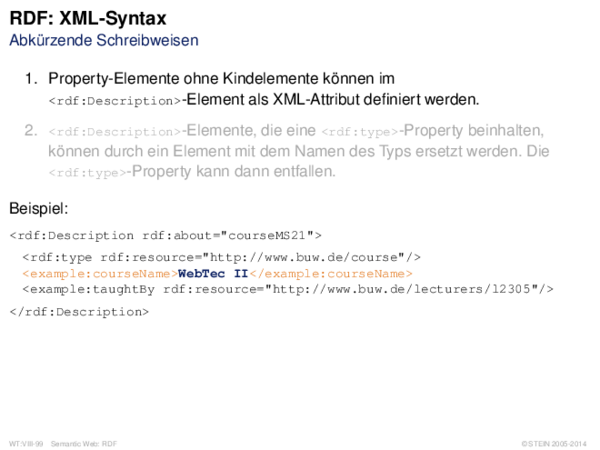 RDF: XML-Syntax
Abkürzende Schreibweisen
1. Property-Elemente ohne Kindelemente können im
<rdf:Description>-Element als XML-Attribut definiert werden.
2. <rdf:Description>-Elemente, die eine <rdf:type>-Property beinhalten,
können durch ein Element mit dem Namen des Typs ersetzt werden. Die
<rdf:type>-Property kann dann entfallen.
Beispiel:
<rdf:Description rdf:about="courseMS21">
<rdf:type rdf:resource="http://www.buw.de/course"/>
<example:courseName>WebTec II</example:courseName>
<example:taughtBy rdf:resource="http://www.buw.de/lecturers/12305"/>
</rdf:Description>
WT:VIII-99 Semantic Web: RDF © STEIN 2005-2014